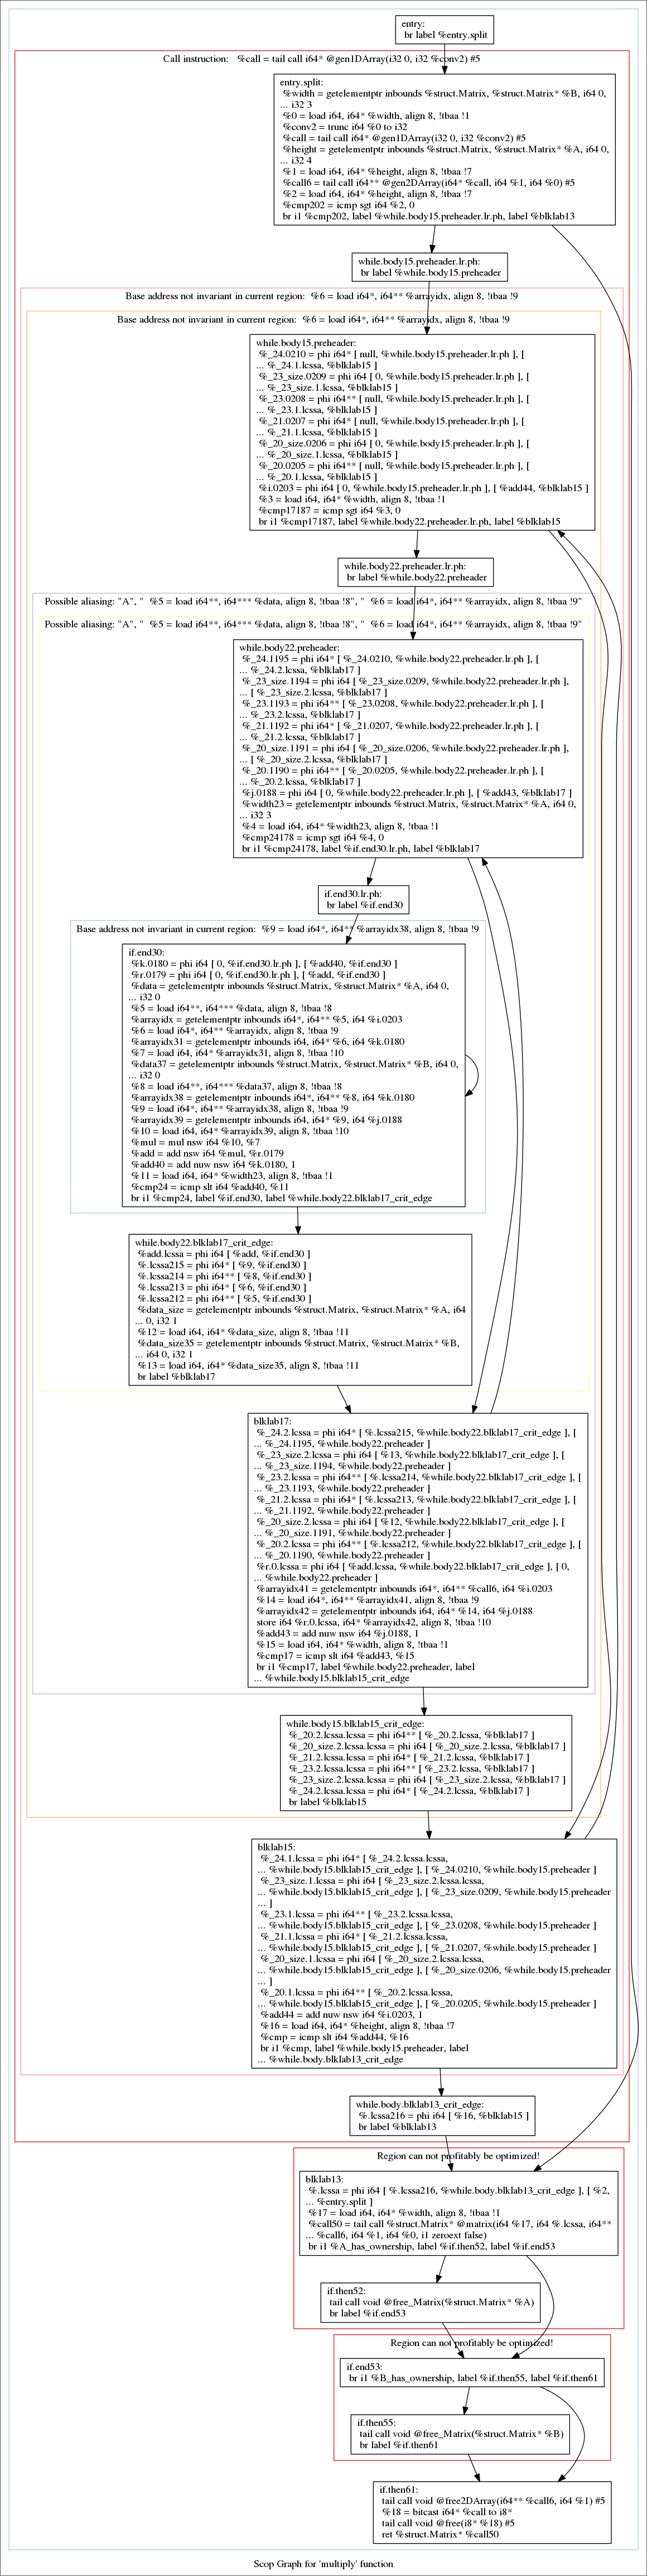 entry:
br label %entry.split
Call instruction: %call = tail call i64* @gen1DArray(i32 0, i32 %conv2) #5
entry.split:
%width = getelementptr inbounds %struct.Matrix, %struct.Matrix* %B, i64 0,
... i32 3
%0 = load i64, i64* %width, align 8, !tbaa !1
%conv2 = trunc i64 %0 to i32
%call = tail call i64* @gen1DArray(i32 0, i32 %conv2) #5
%height = getelementptr inbounds %struct.Matrix, %struct.Matrix* %A, i64 0,
... i32 4
%1 = load i64, i64* %height, align 8, !tbaa !7
%call6 = tail call i64** @gen2DArray(i64* %call, i64 %1, i64 %0) #5
%2 = load i64, i64* %height, align 8, !tbaa !7
%cmp202 = icmp sgt i64 %2, 0
br i1 %cmp202, label %while.body15.preheader.lr.ph, label %blklab13
while.body15.preheader.lr.ph:
br label %while.body15.preheader
Base address not invariant in current region: %6 = load i64*, i64** %arrayidx, align 8, !tbaa !9
Base address not invariant in current region: %6 = load i64*, i64** %arrayidx, align 8, !tbaa !9
while.body15.preheader:
%_24.0210 = phi i64* [ null, %while.body15.preheader.lr.ph ], [
... %_24.1.lcssa, %blklab15 ]
%_23_size.0209 = phi i64 [ 0, %while.body15.preheader.lr.ph ], [
... %_23_size.1.lcssa, %blklab15 ]
%_23.0208 = phi i64** [ null, %while.body15.preheader.lr.ph ], [
... %_23.1.lcssa, %blklab15 ]
%_21.0207 = phi i64* [ null, %while.body15.preheader.lr.ph ], [
... %_21.1.lcssa, %blklab15 ]
%_20_size.0206 = phi i64 [ 0, %while.body15.preheader.lr.ph ], [
... %_20_size.1.lcssa, %blklab15 ]
%_20.0205 = phi i64** [ null, %while.body15.preheader.lr.ph ], [
... %_20.1.lcssa, %blklab15 ]
%i.0203 = phi i64 [ 0, %while.body15.preheader.lr.ph ], [ %add44, %blklab15 ]
%3 = load i64, i64* %width, align 8, !tbaa !1
%cmp17187 = icmp sgt i64 %3, 0
br i1 %cmp17187, label %while.body22.preheader.lr.ph, label %blklab15
while.body22.preheader.lr.ph:
br label %while.body22.preheader
Possible aliasing: "A", " %5 = load i64**, i64*** %data, align 8, !tbaa !8", " %6 = load i64*, i64** %arrayidx, align 8, !tbaa !9"
Possible aliasing: "A", " %5 = load i64**, i64*** %data, align 8, !tbaa !8", " %6 = load i64*, i64** %arrayidx, align 8, !tbaa !9"
while.body22.preheader:
%_24.1195 = phi i64* [ %_24.0210, %while.body22.preheader.lr.ph ], [
... %_24.2.lcssa, %blklab17 ]
%_23_size.1194 = phi i64 [ %_23_size.0209, %while.body22.preheader.lr.ph ],
... [ %_23_size.2.lcssa, %blklab17 ]
%_23.1193 = phi i64** [ %_23.0208, %while.body22.preheader.lr.ph ], [
... %_23.2.lcssa, %blklab17 ]
%_21.1192 = phi i64* [ %_21.0207, %while.body22.preheader.lr.ph ], [
... %_21.2.lcssa, %blklab17 ]
%_20_size.1191 = phi i64 [ %_20_size.0206, %while.body22.preheader.lr.ph ],
... [ %_20_size.2.lcssa, %blklab17 ]
%_20.1190 = phi i64** [ %_20.0205, %while.body22.preheader.lr.ph ], [
... %_20.2.lcssa, %blklab17 ]
%j.0188 = phi i64 [ 0, %while.body22.preheader.lr.ph ], [ %add43, %blklab17 ]
%width23 = getelementptr inbounds %struct.Matrix, %struct.Matrix* %A, i64 0,
... i32 3
%4 = load i64, i64* %width23, align 8, !tbaa !1
%cmp24178 = icmp sgt i64 %4, 0
br i1 %cmp24178, label %if.end30.lr.ph, label %blklab17
if.end30.lr.ph:
br label %if.end30
Base address not invariant in current region: %9 = load i64*, i64** %arrayidx38, align 8, !tbaa !9
if.end30:
%k.0180 = phi i64 [ 0, %if.end30.lr.ph ], [ %add40, %if.end30 ]
%r.0179 = phi i64 [ 0, %if.end30.lr.ph ], [ %add, %if.end30 ]
%data = getelementptr inbounds %struct.Matrix, %struct.Matrix* %A, i64 0,
... i32 0
%5 = load i64**, i64*** %data, align 8, !tbaa !8
%arrayidx = getelementptr inbounds i64*, i64** %5, i64 %i.0203
%6 = load i64*, i64** %arrayidx, align 8, !tbaa !9
%arrayidx31 = getelementptr inbounds i64, i64* %6, i64 %k.0180
%7 = load i64, i64* %arrayidx31, align 8, !tbaa !10
%data37 = getelementptr inbounds %struct.Matrix, %struct.Matrix* %B, i64 0,
... i32 0
%8 = load i64**, i64*** %data37, align 8, !tbaa !8
%arrayidx38 = getelementptr inbounds i64*, i64** %8, i64 %k.0180
%9 = load i64*, i64** %arrayidx38, align 8, !tbaa !9
%arrayidx39 = getelementptr inbounds i64, i64* %9, i64 %j.0188
%10 = load i64, i64* %arrayidx39, align 8, !tbaa !10
%mul = mul nsw i64 %10, %7
%add = add nsw i64 %mul, %r.0179
%add40 = add nuw nsw i64 %k.0180, 1
%11 = load i64, i64* %width23, align 8, !tbaa !1
%cmp24 = icmp slt i64 %add40, %11
br i1 %cmp24, label %if.end30, label %while.body22.blklab17_crit_edge
while.body22.blklab17_crit_edge:
%add.lcssa = phi i64 [ %add, %if.end30 ]
%.lcssa215 = phi i64* [ %9, %if.end30 ]
%.lcssa214 = phi i64** [ %8, %if.end30 ]
%.lcssa213 = phi i64* [ %6, %if.end30 ]
%.lcssa212 = phi i64** [ %5, %if.end30 ]
%data_size = getelementptr inbounds %struct.Matrix, %struct.Matrix* %A, i64
... 0, i32 1
%12 = load i64, i64* %data_size, align 8, !tbaa !11
%data_size35 = getelementptr inbounds %struct.Matrix, %struct.Matrix* %B,
... i64 0, i32 1
%13 = load i64, i64* %data_size35, align 8, !tbaa !11
br label %blklab17
blklab17:
%_24.2.lcssa = phi i64* [ %.lcssa215, %while.body22.blklab17_crit_edge ], [
... %_24.1195, %while.body22.preheader ]
%_23_size.2.lcssa = phi i64 [ %13, %while.body22.blklab17_crit_edge ], [
... %_23_size.1194, %while.body22.preheader ]
%_23.2.lcssa = phi i64** [ %.lcssa214, %while.body22.blklab17_crit_edge ], [
... %_23.1193, %while.body22.preheader ]
%_21.2.lcssa = phi i64* [ %.lcssa213, %while.body22.blklab17_crit_edge ], [
... %_21.1192, %while.body22.preheader ]
%_20_size.2.lcssa = phi i64 [ %12, %while.body22.blklab17_crit_edge ], [
... %_20_size.1191, %while.body22.preheader ]
%_20.2.lcssa = phi i64** [ %.lcssa212, %while.body22.blklab17_crit_edge ], [
... %_20.1190, %while.body22.preheader ]
%r.0.lcssa = phi i64 [ %add.lcssa, %while.body22.blklab17_crit_edge ], [ 0,
... %while.body22.preheader ]
%arrayidx41 = getelementptr inbounds i64*, i64** %call6, i64 %i.0203
%14 = load i64*, i64** %arrayidx41, align 8, !tbaa !9
%arrayidx42 = getelementptr inbounds i64, i64* %14, i64 %j.0188
store i64 %r.0.lcssa, i64* %arrayidx42, align 8, !tbaa !10
%add43 = add nuw nsw i64 %j.0188, 1
%15 = load i64, i64* %width, align 8, !tbaa !1
%cmp17 = icmp slt i64 %add43, %15
br i1 %cmp17, label %while.body22.preheader, label
... %while.body15.blklab15_crit_edge
while.body15.blklab15_crit_edge:
%_20.2.lcssa.lcssa = phi i64** [ %_20.2.lcssa, %blklab17 ]
%_20_size.2.lcssa.lcssa = phi i64 [ %_20_size.2.lcssa, %blklab17 ]
%_21.2.lcssa.lcssa = phi i64* [ %_21.2.lcssa, %blklab17 ]
%_23.2.lcssa.lcssa = phi i64** [ %_23.2.lcssa, %blklab17 ]
%_23_size.2.lcssa.lcssa = phi i64 [ %_23_size.2.lcssa, %blklab17 ]
%_24.2.lcssa.lcssa = phi i64* [ %_24.2.lcssa, %blklab17 ]
br label %blklab15
blklab15:
%_24.1.lcssa = phi i64* [ %_24.2.lcssa.lcssa,
... %while.body15.blklab15_crit_edge ], [ %_24.0210, %while.body15.preheader ]
%_23_size.1.lcssa = phi i64 [ %_23_size.2.lcssa.lcssa,
... %while.body15.blklab15_crit_edge ], [ %_23_size.0209, %while.body15.preheader
... ]
%_23.1.lcssa = phi i64** [ %_23.2.lcssa.lcssa,
... %while.body15.blklab15_crit_edge ], [ %_23.0208, %while.body15.preheader ]
%_21.1.lcssa = phi i64* [ %_21.2.lcssa.lcssa,
... %while.body15.blklab15_crit_edge ], [ %_21.0207, %while.body15.preheader ]
%_20_size.1.lcssa = phi i64 [ %_20_size.2.lcssa.lcssa,
... %while.body15.blklab15_crit_edge ], [ %_20_size.0206, %while.body15.preheader
... ]
%_20.1.lcssa = phi i64** [ %_20.2.lcssa.lcssa,
... %while.body15.blklab15_crit_edge ], [ %_20.0205, %while.body15.preheader ]
%add44 = add nuw nsw i64 %i.0203, 1
%16 = load i64, i64* %height, align 8, !tbaa !7
%cmp = icmp slt i64 %add44, %16
br i1 %cmp, label %while.body15.preheader, label
... %while.body.blklab13_crit_edge
while.body.blklab13_crit_edge:
%.lcssa216 = phi i64 [ %16, %blklab15 ]
br label %blklab13
Region can not profitably be optimized!
blklab13:
%.lcssa = phi i64 [ %.lcssa216, %while.body.blklab13_crit_edge ], [ %2,
... %entry.split ]
%17 = load i64, i64* %width, align 8, !tbaa !1
%call50 = tail call %struct.Matrix* @matrix(i64 %17, i64 %.lcssa, i64**
... %call6, i64 %1, i64 %0, i1 zeroext false)
br i1 %A_has_ownership, label %if.then52, label %if.end53
if.then52:
tail call void @free_Matrix(%struct.Matrix* %A)
br label %if.end53
Region can not profitably be optimized!
if.end53:
br i1 %B_has_ownership, label %if.then55, label %if.then61
if.then55:
tail call void @free_Matrix(%struct.Matrix* %B)
br label %if.then61
if.then61:
tail call void @free2DArray(i64** %call6, i64 %1) #5
%18 = bitcast i64* %call to i8*
tail call void @free(i8* %18) #5
ret %struct.Matrix* %call50
Scop Graph for 'multiply' function